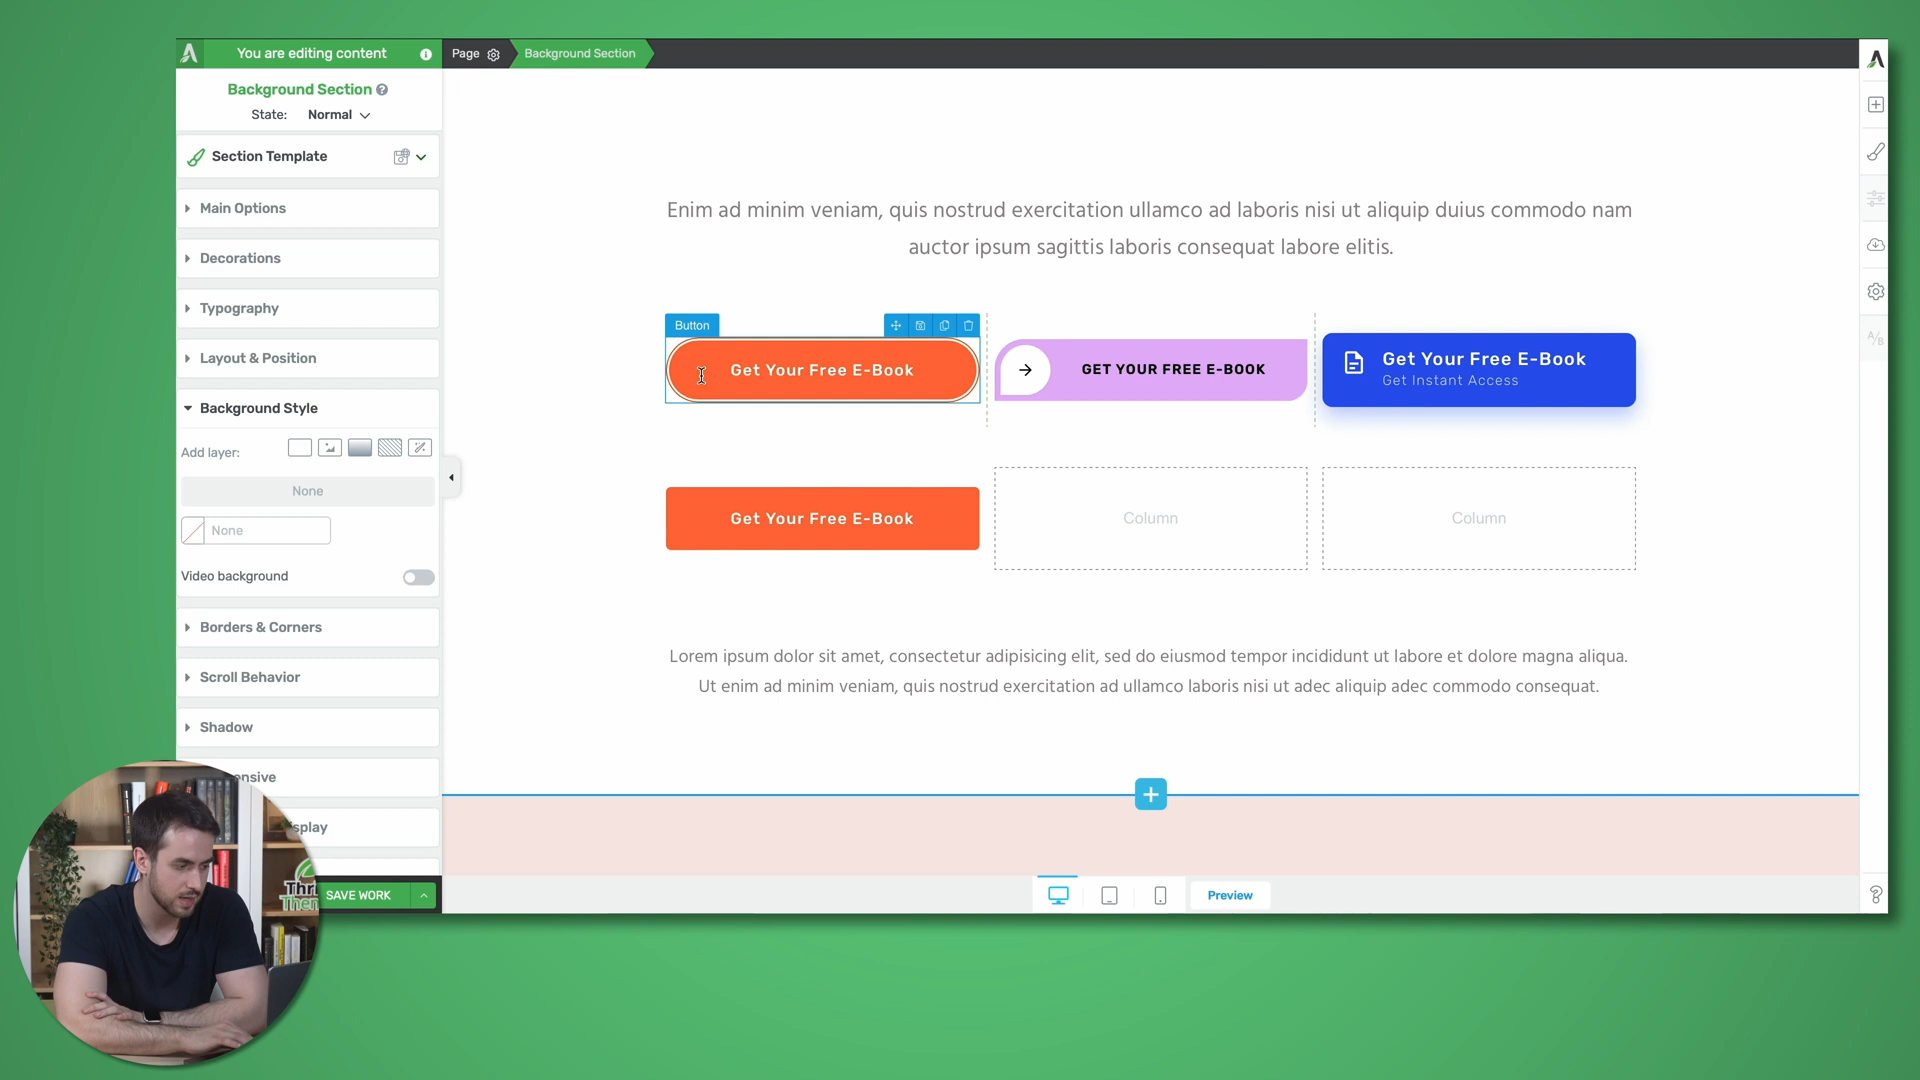 You are editing content
Page
Background Section
Background Section
State: Normal
Section Template
Main Options
Decorations
Typography
Layout & Position
Background Style
Add layer:
None
None
Video background
Borders & Corners
Scroll Behavior
Shadow
SAVE WORK
Enim ad minim veniam, quis nostrud exercitation ullamco ad laboris nisi ut aliquip duius commodo nam
auctor ipsum sagittis laboris consequat labore elitis.
Button
Get Your Free E-Book
GET YOUR FREE E-BOOK
Get Your Free E-Book
Get Instant Access
Get Your Free E-Book
Column
Column
Lorem ipsum dolor sit amet, consectetur adipisicing elit, sed do eiusmod tempor incididunt ut labore et dolore magna aliqua.
Ut enim ad minim veniam, quis nostrud exercitation ad ullamco laboris nisi ut adec aliquip adec commodo consequat.
Preview
A/B